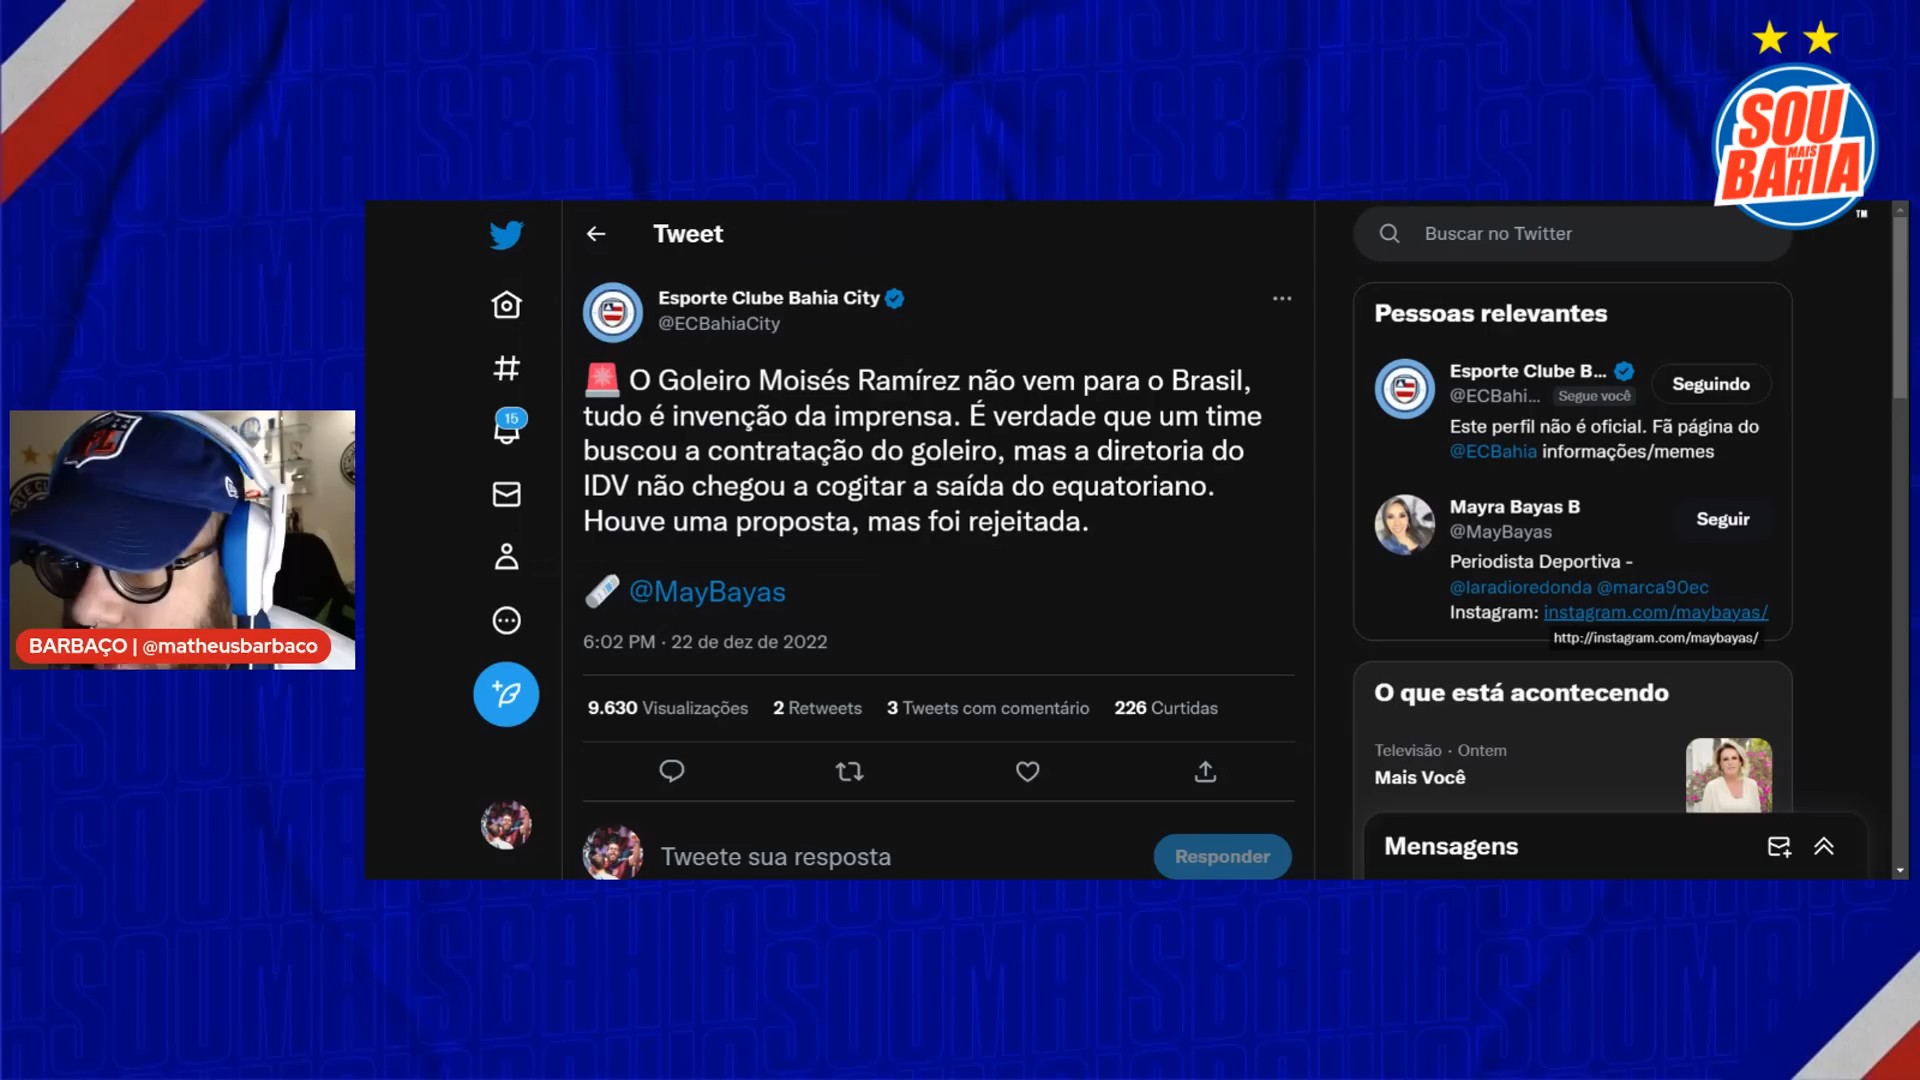 SOU
MAIS
BAHIA
TM
Tweet
Buscar no Twitter
Esporte Clube Bahia City
@ECBahiaCity
O Goleiro Moisés Ramírez não vem para o Brasil,
tudo é invenção da imprensa. É verdade que um time
buscou a contratação do goleiro, mas a diretoria do
IDV não chegou a cogitar a saída do equatoriano.
Houve uma proposta, mas foi rejeitada.
@MayBayas
6:02 PM · 22 de dez de 2022
9.630 Visualizações 2 Retweets 3 Tweets com comentário 226 Curtidas
Tweete sua resposta
Responder
15
BARBAÇO | @matheusbarbaco
Pessoas relevantes
Esporte Clube B...
@ECBahi... Segue você
Seguindo
Este perfil não é oficial. Fã página do
@ECBahia informações/memes
Mayra Bayas B
@MayBayas
Seguir
Periodista Deportiva -
@laradioredonda @marca90ec
Instagram: instagram.com/maybayas/
http://instagram.com/maybayas/
O que está acontecendo
Televisão · Ontem
Mais Você
Mensagens